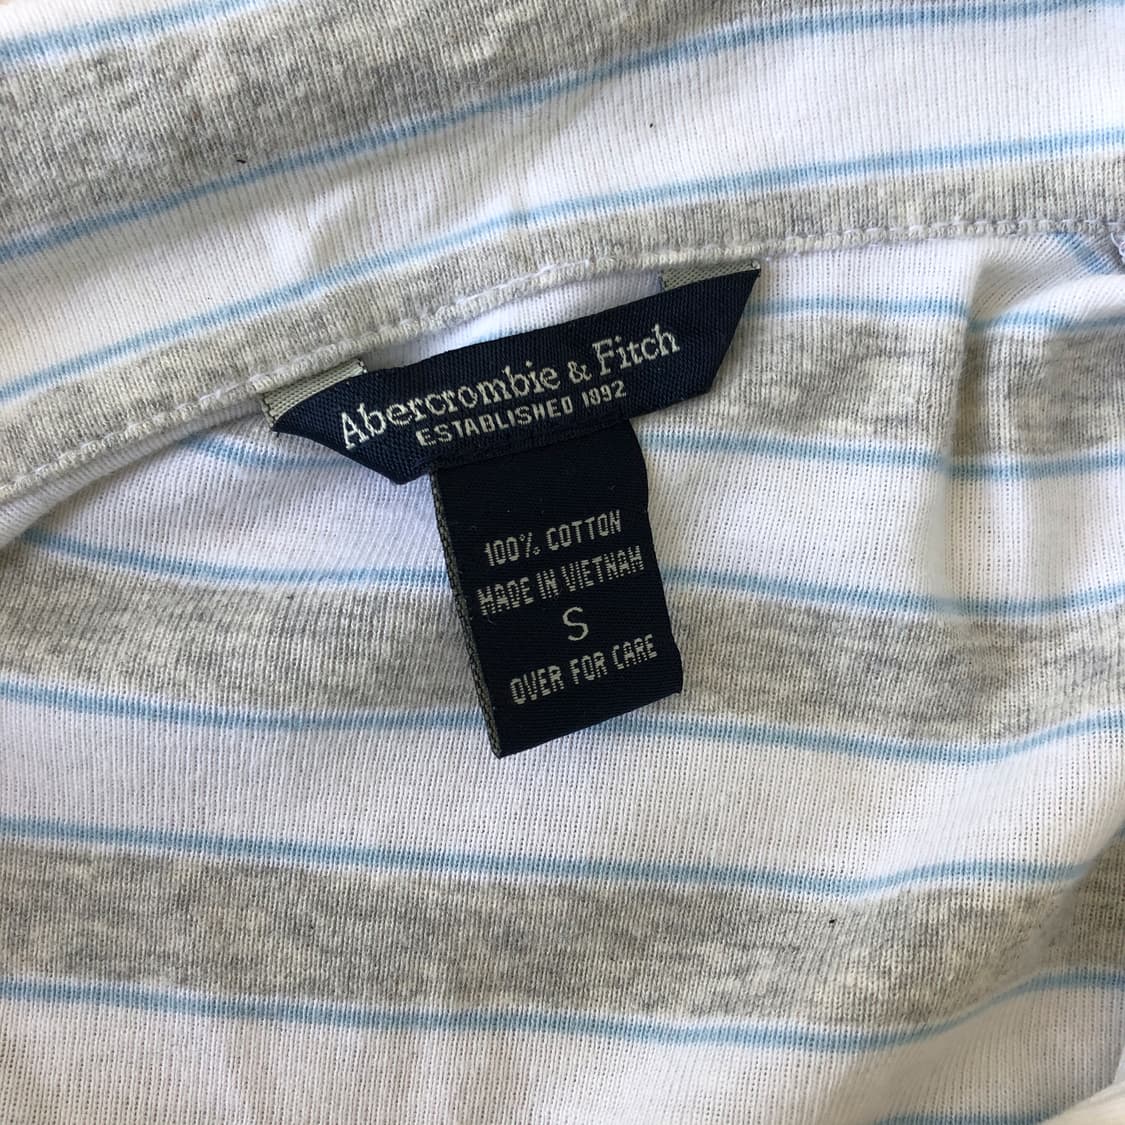 Abercrombie & Fitch
ESTABLISHED 1892
100% COTTON
MADE IN VIETNAM
S
OVER FOR CARE